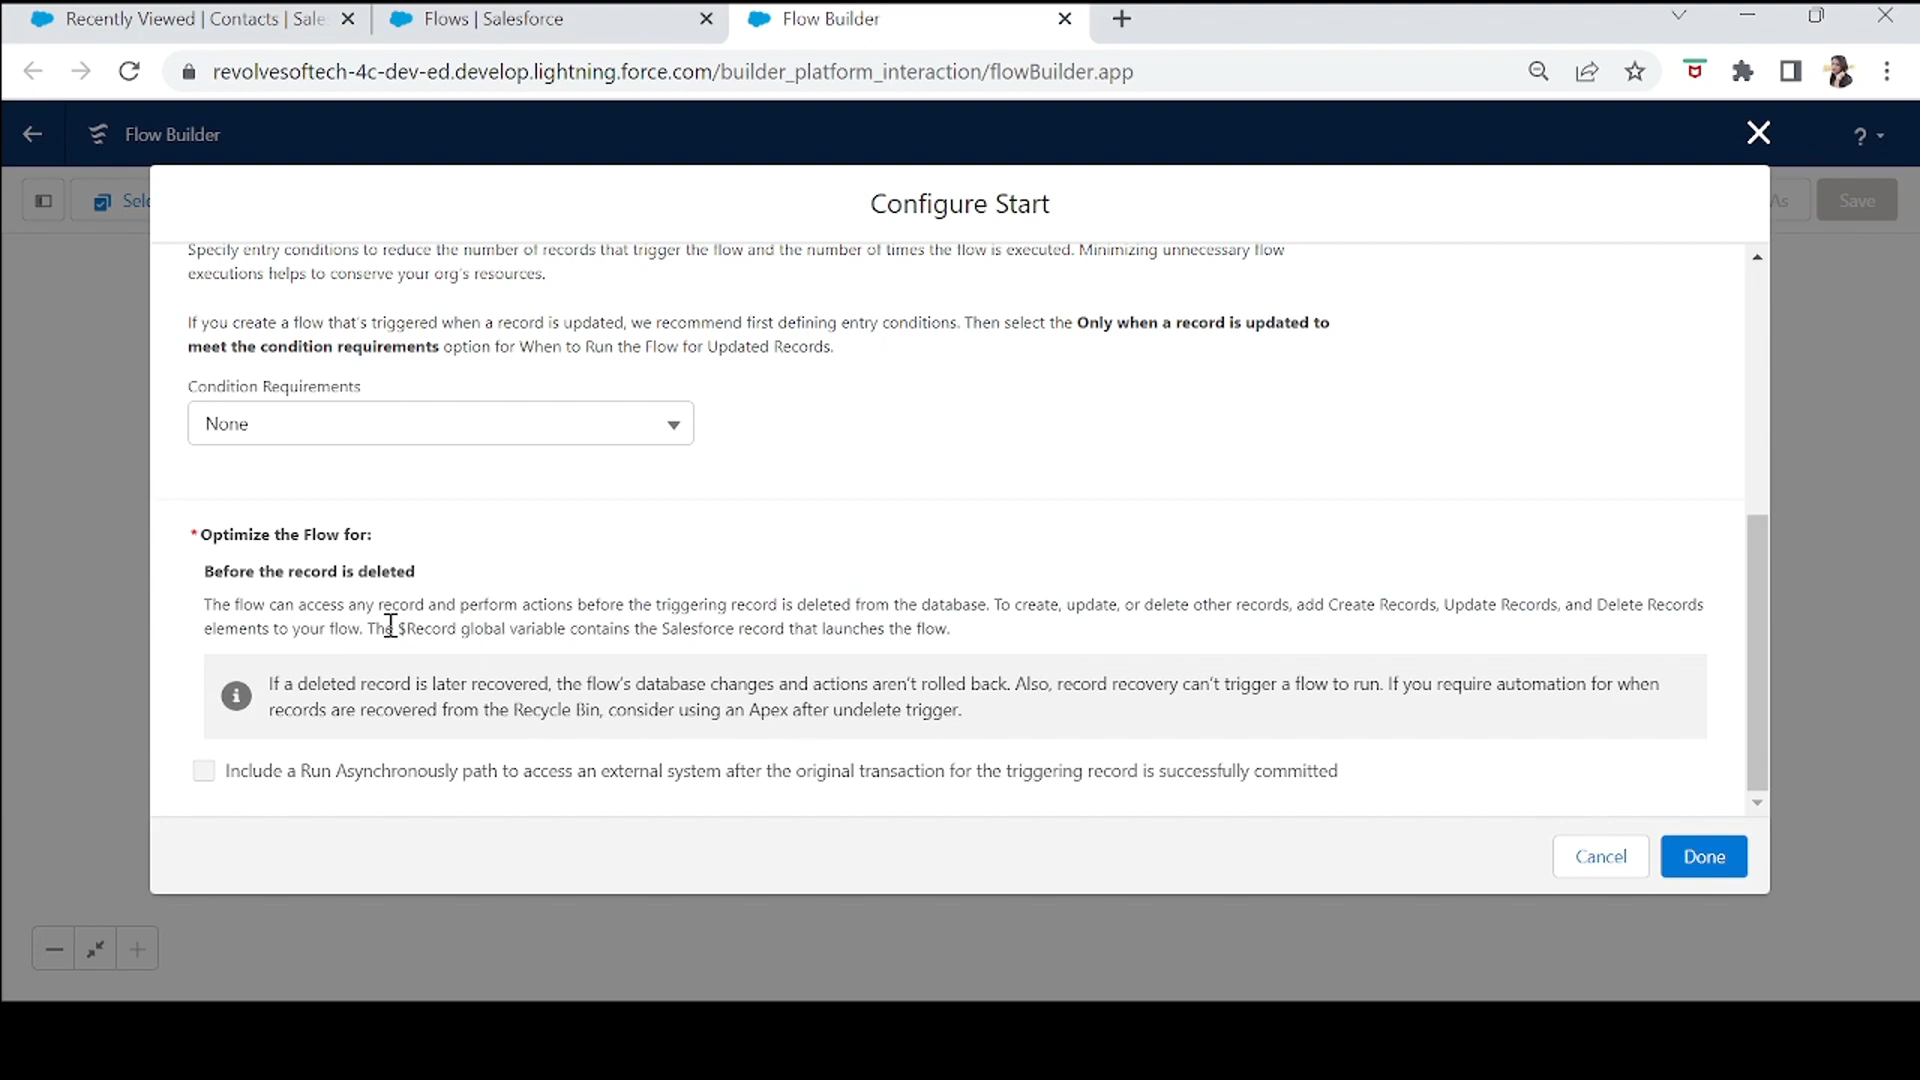 Recently Viewed | Contacts | Sale
Flows | Salesforce
Flow Builder
revolvesoftech-4c-dev-ed.develop.lightning.force.com/builder_platform_interaction/flowBuilder.app
Flow Builder
?
Sele
Configure Start
As
Save
Specify entry conditions to reduce the number of records that trigger the flow and the number of times the flow is executed. Minimizing unnecessary flow
executions helps to conserve your org's resources.
If you create a flow that's triggered when a record is updated, we recommend first defining entry conditions. Then select the Only when a record is updated to
meet the condition requirements option for When to Run the Flow for Updated Records.
Condition Requirements
None
*Optimize the Flow for:
Before the record is deleted
The flow can access any record and perform actions before the triggering record is deleted from the database. To create, update, or delete other records, add Create Records, Update Records, and Delete Records
elements to your flow. The $Record global variable contains the Salesforce record that launches the flow.
If a deleted record is later recovered, the flow's database changes and actions aren't rolled back. Also, record recovery can't trigger a flow to run. If you require automation for when
records are recovered from the Recycle Bin, consider using an Apex after undelete trigger.
Include a Run Asynchronously path to access an external system after the original transaction for the triggering record is successfully committed
Cancel
Done